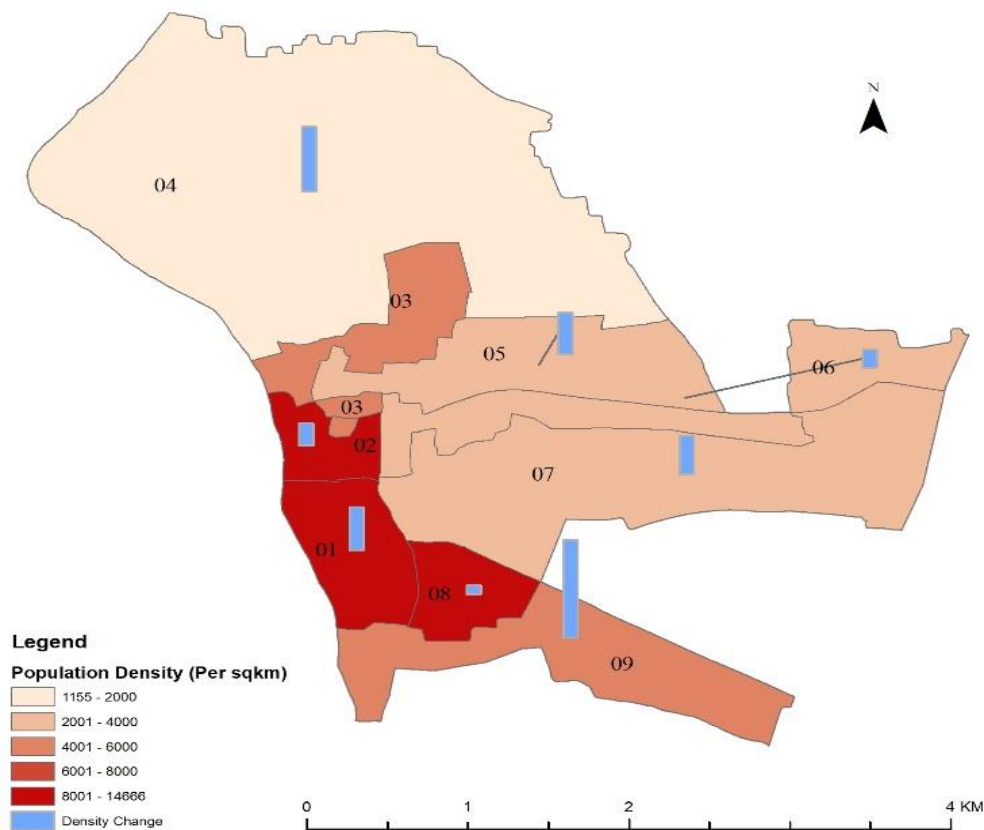 N
04
03
05
06
03
02
07
01
08
09
Legend
Population Density (Per sqkm)
1155 - 2000
2001 - 4000
4001 - 6000
6001 - 8000
8001 - 14666
Density Change
0 1 2 4 KM